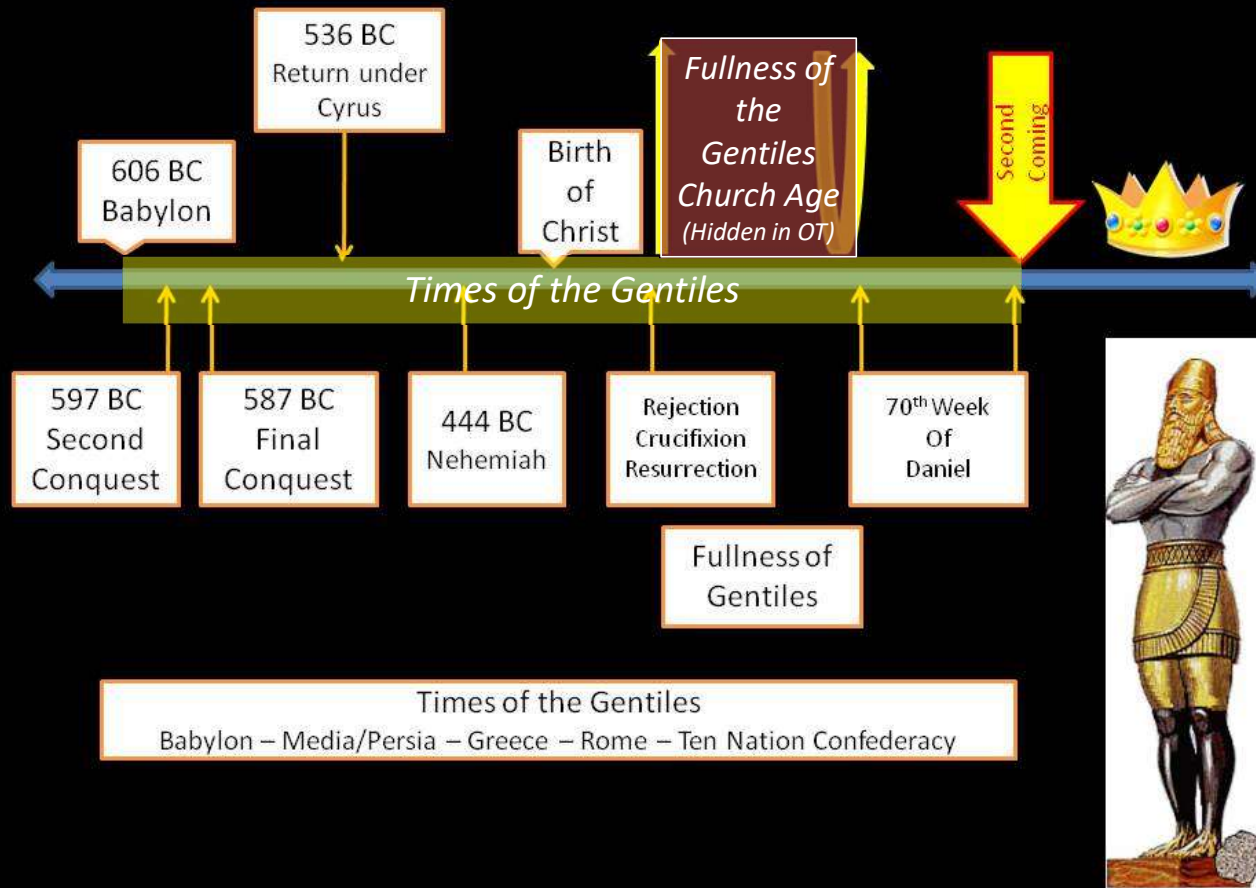 536 BC
Return under
Cyrus
606 BC
Babylon
Birth
of
Christ
Fullness of
the
Gentiles
Church Age
(Hidden in OT)
Second
Coming
Times of the Gentiles
597 BC
Second
Conquest
587 BC
Final
Conquest
444 BC
Nehemiah
Rejection
Crucifixion
Resurrection
70th Week
Of
Daniel
Fullness of
Gentiles
Times of the Gentiles
Babylon – Media/Persia – Greece – Rome – Ten Nation Confederacy